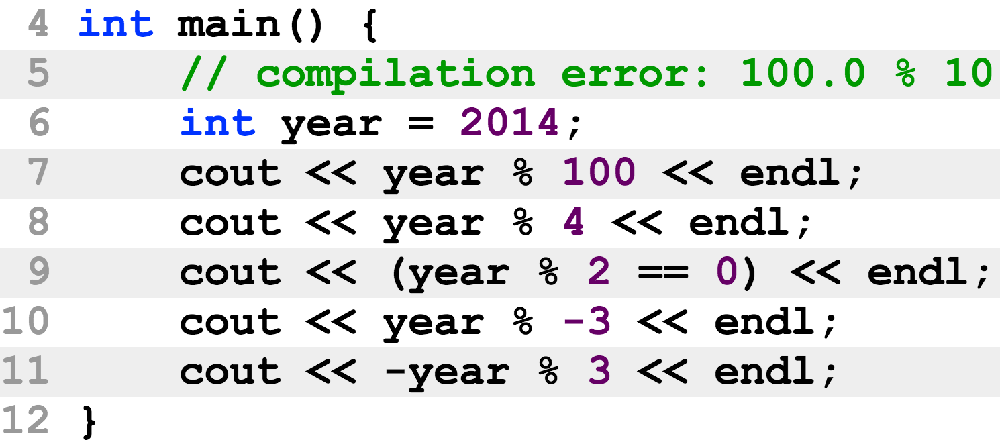 4 int main() {
5 // compilation error: 100.0 % 10
6 int year = 2014;
7 cout << year % 100 << endl;
8 cout << year % 4 << endl;
9 cout << (year % 2 == 0) << endl;
10 cout << year % -3 << endl;
11 cout << -year % 3 << endl;
12 }